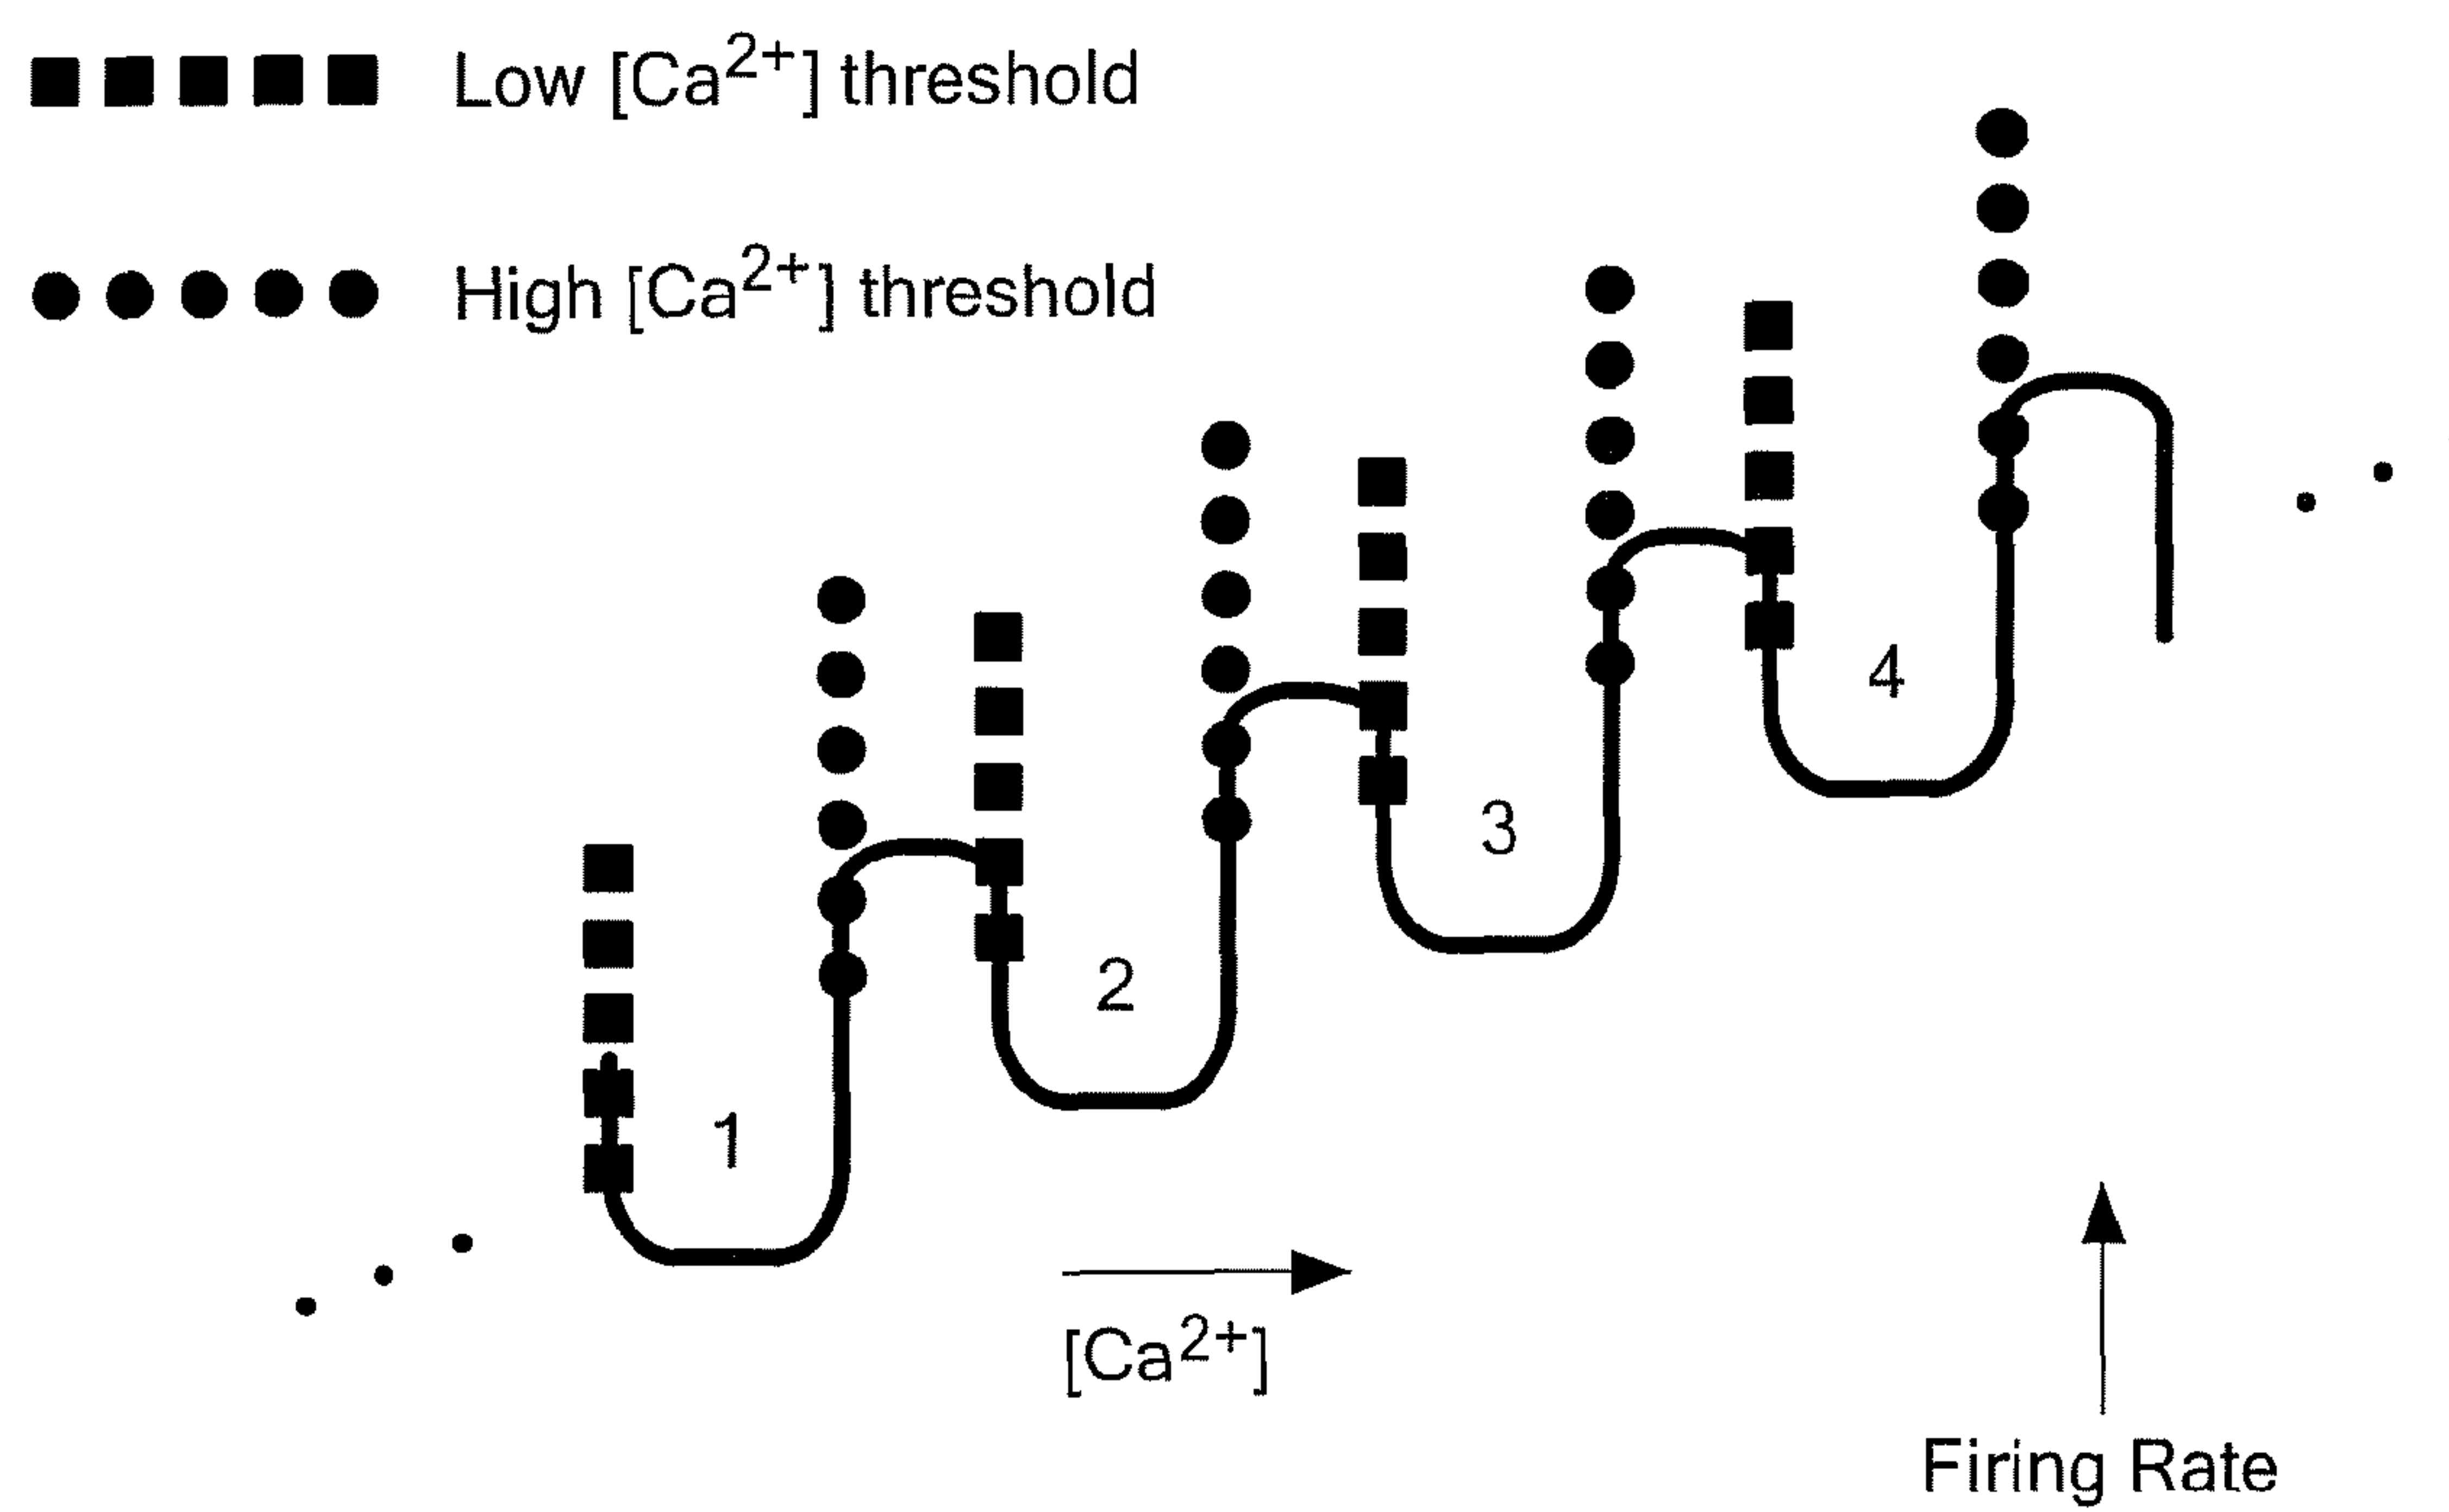 Low [Ca²⁺] threshold
High [Ca²⁺] threshold
4
3
2
1
[Ca²⁺]
Firing Rate